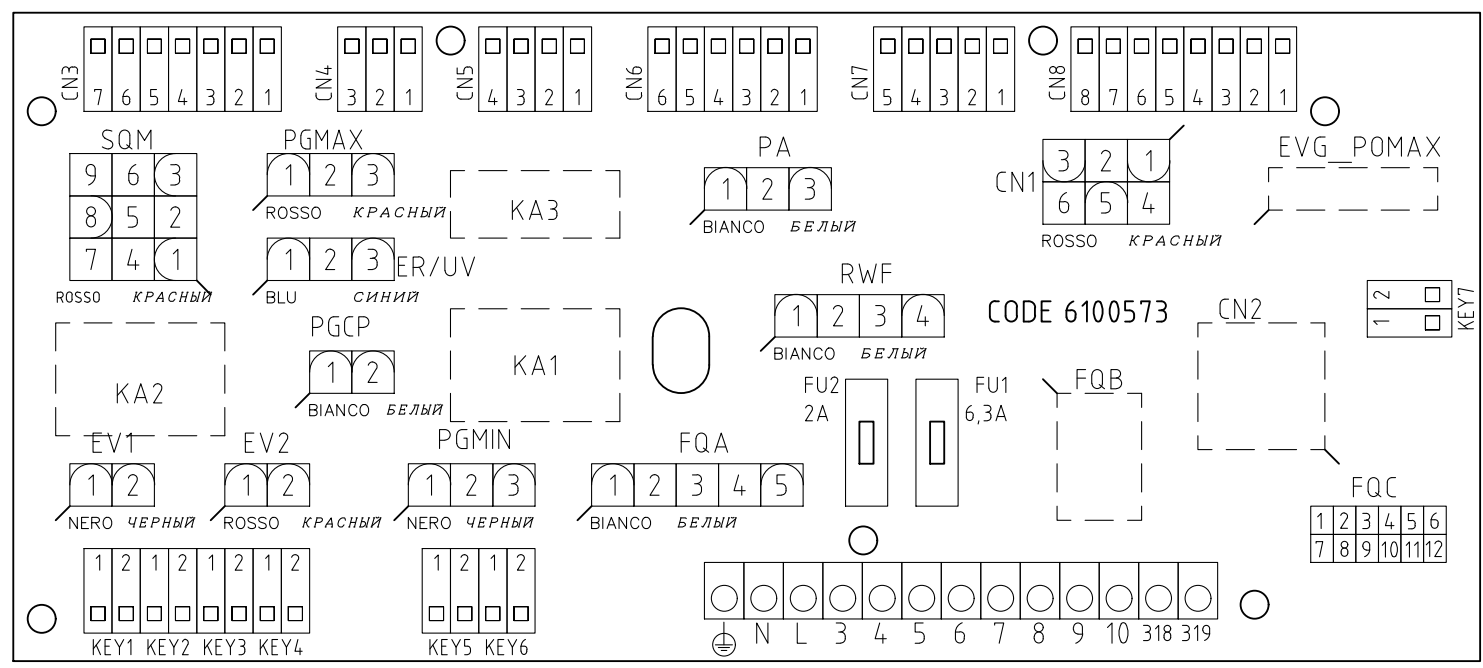 CN3 7 6 5 4 3 2 1
CN4 3 2 1
CN5 4 3 2 1
CN6 6 5 4 3 2 1
CN7 5 4 3 2 1
CN8 8 7 6 5 4 3 2 1
SQM
9 6 3
8 5 2
7 4 1
ROSSO КРАСНЫЙ
PGMAX
1 2 3
ROSSO КРАСНЫЙ
1 2 3 ER/UV
BLU СИНИЙ
KA3
PA
1 2 3
BIANCO БЕЛЫЙ
CN1
3 2 1
6 5 4
ROSSO КРАСНЫЙ
EVG_POMAX
KA2
PGCP
1 2
BIANCO БЕЛЫЙ
KA1
RWF
1 2 3 4
BIANCO БЕЛЫЙ
CODE 6100573
CN2
2
1
KEY7
FU2
2A
FU1
6,3A
FQB
EV1
1 2
NERO ЧЕРНЫЙ
EV2
1 2
ROSSO КРАСНЫЙ
PGMIN
1 2 3
NERO ЧЕРНЫЙ
FQA
1 2 3 4 5
BIANCO БЕЛЫЙ
FQC
1 2 3 4 5 6
7 8 9 10 11 12
1 2 1 2 1 2 1 2
KEY1 KEY2 KEY3 KEY4
1 2 1 2
KEY5 KEY6
N L 3 4 5 6 7 8 9 10 318 319